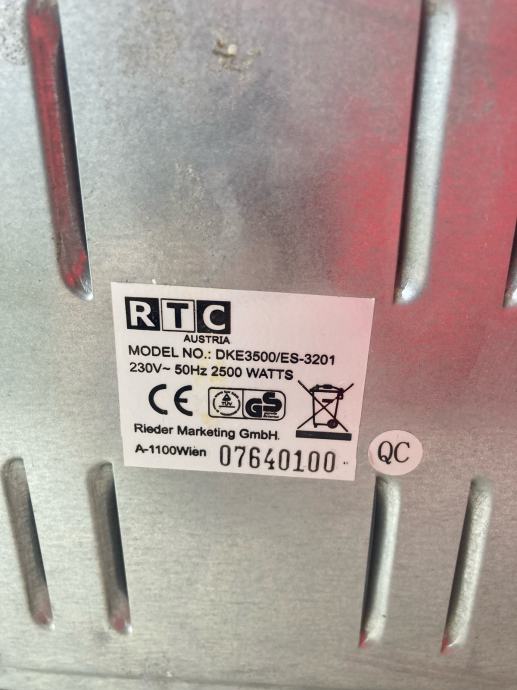 RTC
AUSTRIA
MODEL NO.: DKE3500/ES-3201
230V~ 50Hz 2500 WATTS
CE TÜV GS
Rieder Marketing GmbH.
A-1100Wien 07640100
QC